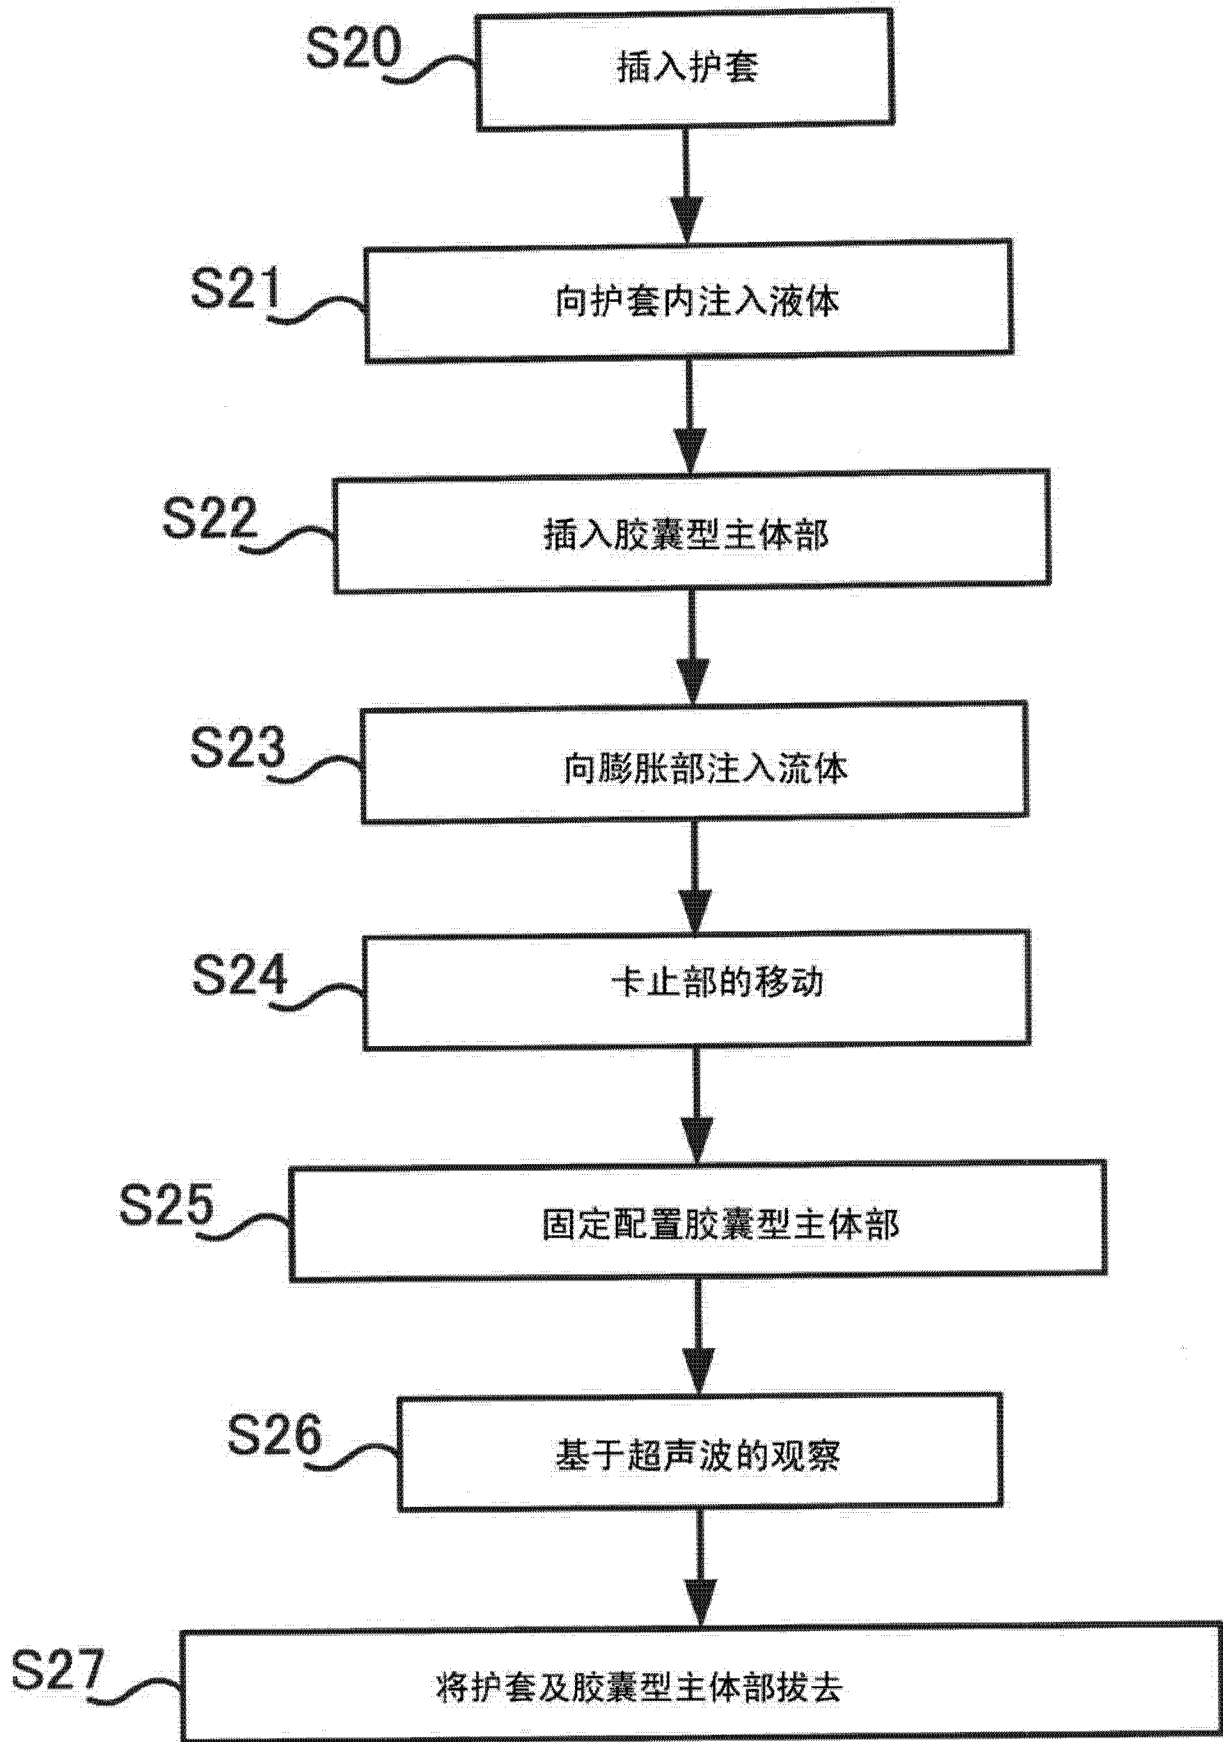 S20
插入护套
S21
向护套内注入液体
S22
插入胶囊型主体部
S23
向膨胀部注入流体
S24
卡止部的移动
S25
固定配置胶囊型主体部
S26
基于超声波的观察
S27
将护套及胶囊型主体部拔去